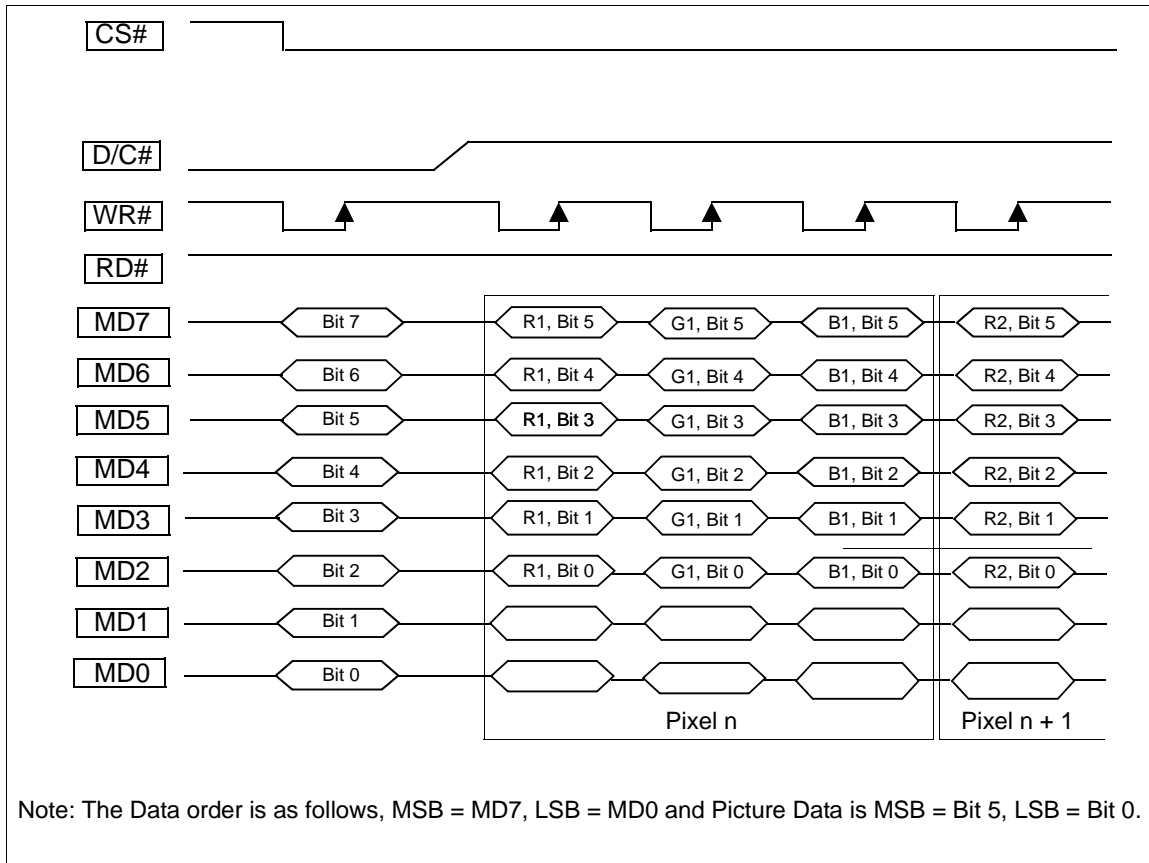 CS#
D/C#
WR#
RD#
MD7 Bit 7 R1, Bit 5 G1, Bit 5 B1, Bit 5 R2, Bit 5
MD6 Bit 6 R1, Bit 4 G1, Bit 4 B1, Bit 4 R2, Bit 4
MD5 Bit 5 R1, Bit 3 G1, Bit 3 B1, Bit 3 R2, Bit 3
MD4 Bit 4 R1, Bit 2 G1, Bit 2 B1, Bit 2 R2, Bit 2
MD3 Bit 3 R1, Bit 1 G1, Bit 1 B1, Bit 1 R2, Bit 1
MD2 Bit 2 R1, Bit 0 G1, Bit 0 B1, Bit 0 R2, Bit 0
MD1 Bit 1
MD0 Bit 0
Pixel n Pixel n + 1
Note: The Data order is as follows, MSB = MD7, LSB = MD0 and Picture Data is MSB = Bit 5, LSB = Bit 0.